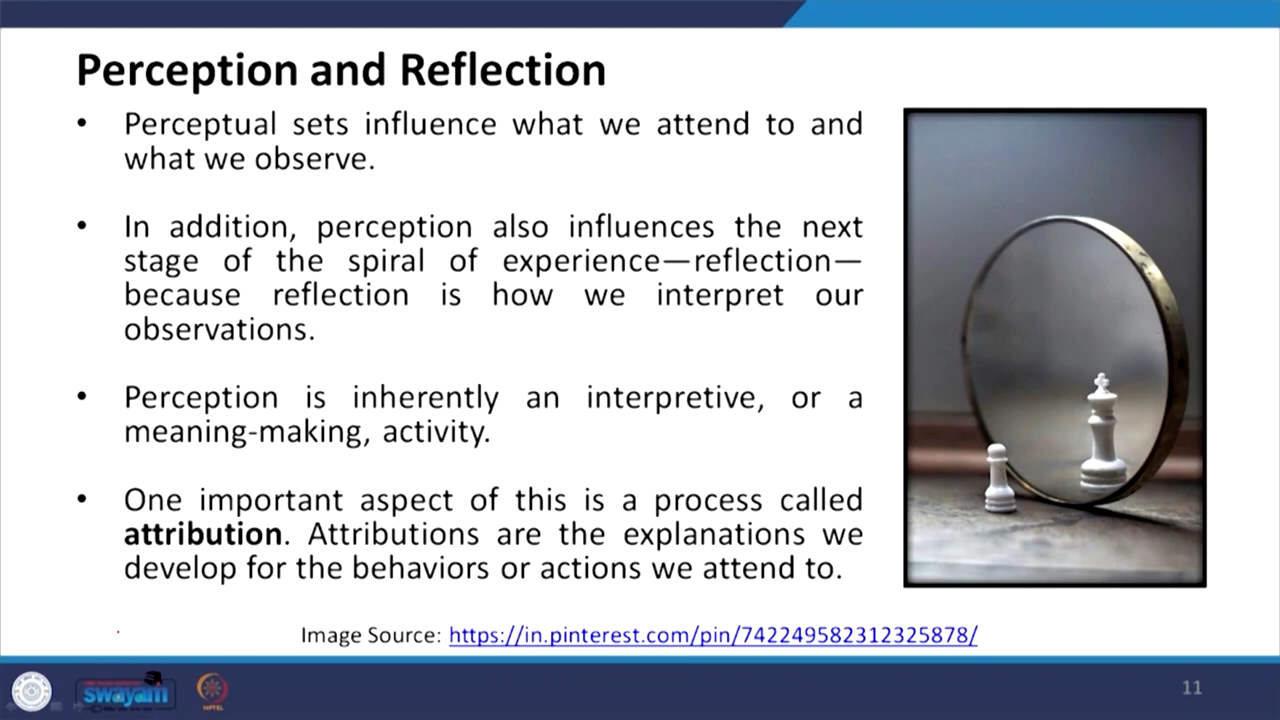 Perception and Reflection
• Perceptual sets influence what we attend to and
what we observe.
• In addition, perception also influences the next
stage of the spiral of experience—reflection—
because reflection is how we interpret our
observations.
• Perception is inherently an interpretive, or a
meaning-making, activity.
• One important aspect of this is a process called
attribution. Attributions are the explanations we
develop for the behaviors or actions we attend to.
Image Source: https://in.pinterest.com/pin/742249582312325878/
swayam
NPTEL
11